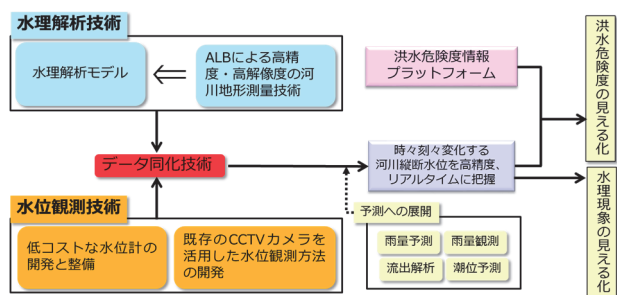 水理解析技術
水理解析モデル
ALBによる高精
度・高解像度の河
川地形測量技術
データ同化技術
水位観測技術
低コストな水位計の
開発と整備
既存のCCTVカメラを
活用した水位観測方法
の開発
洪水危険度情報
プラットフォーム
時々刻々変化する
河川縦断水位を高精度、
リアルタイムに把握
予測への展開
雨量予測
雨量観測
流出解析
潮位予測
洪水危険度の見える化
水理現象の見える化